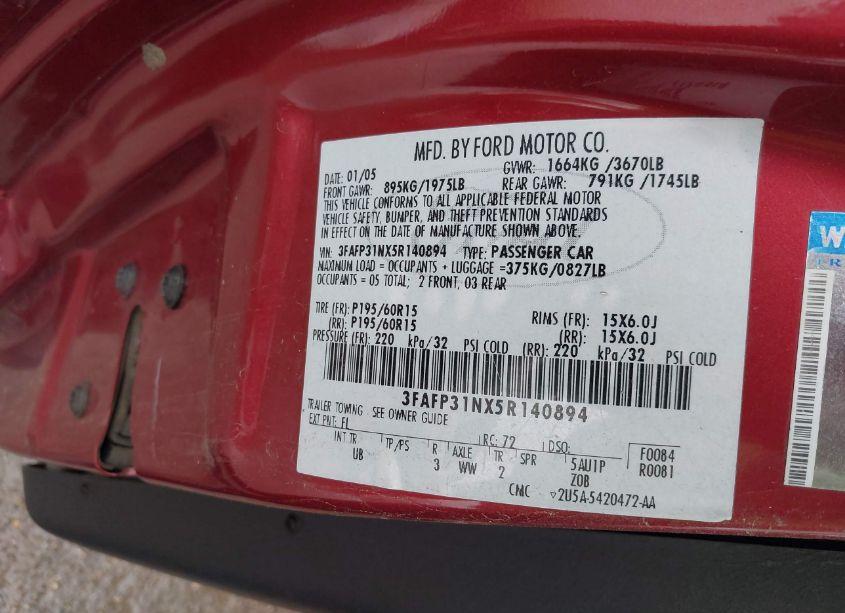 MFD. BY FORD MOTOR CO.
DATE: 01/05 GVWR: 1664KG /3670LB
FRONT GAWR: 895KG/1975LB REAR GAWR: 791KG /1745LB
THIS VEHICLE CONFORMS TO ALL APPLICABLE FEDERAL MOTOR
VEHICLE SAFETY, BUMPER, AND THEFT PREVENTION STANDARDS
IN EFFECT ON THE DATE OF MANUFACTURE SHOWN ABOVE.
VIN: 3FAFP31NX5R140894 TYPE: PASSENGER CAR
MAXIMUM LOAD = OCCUPANTS + LUGGAGE =375KG/0827LB
OCCUPANTS = 05 TOTAL; 2 FRONT, 03 REAR
TIRE (FR): P195/60R15 RIMS (FR): 15X6.0J
(RR): P195/60R15 (RR): 15X6.0J
PRESSURE (FR): 220 kPa/32 PSI COLD (RR): 220 kPa/32 PSI COLD
3FAFP31NX5R140894
TRAILER TOWING - SEE OWNER GUIDE
EXT PNT: FL RC: 72 DSO: F0084
INT TR TP/PS R AXLE TR SPR 5AU1P R0081
UB 3 WW 2 ZOB
CMC ▽2U5A-5420472-AA
W